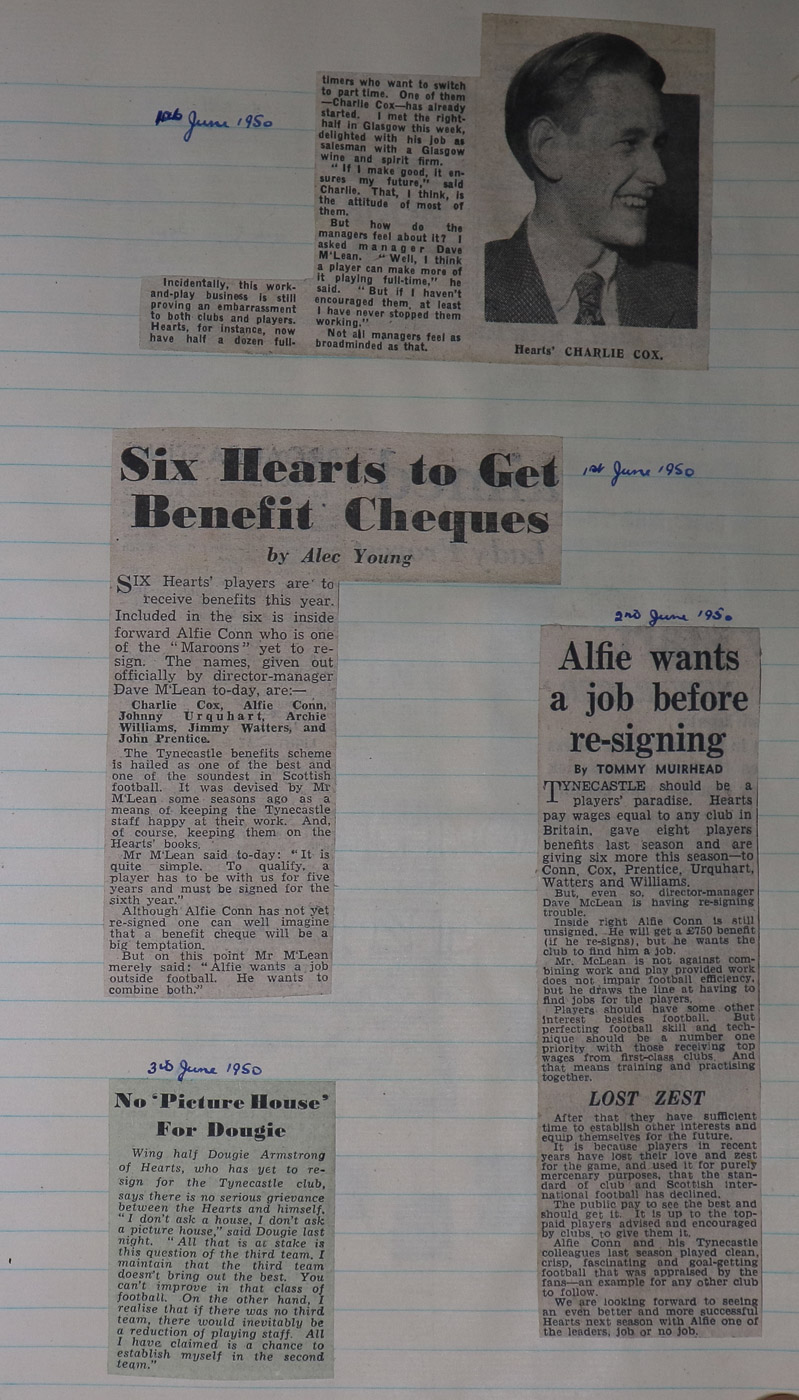 June 1950
Incidentally, this work-
and-play business is still
proving an embarrassment
to both clubs and players.
Hearts, for instance, now
have half a dozen full-
timers who want to switch
to part time. One of them
—Charlie Cox—has already
started. I met the right-
half in Glasgow this week,
delighted with his job as
salesman with a Glasgow
wine and spirit firm.
"If I make good, it en-
sures my future," said
Charlie. That, I think, is
the attitude of most of
them.
But how do the
managers feel about it? I
asked manager Dave
M'Lean. "Well, I think
a player can make more of
it playing full-time," he
said. "But if I haven't
encouraged them, at least
I have never stopped them
working."
Not all managers feel as
broadminded as that.
Hearts' CHARLIE COX.
1st June 1950
Six Hearts to Get
Benefit Cheques
by Alec Young
SIX Hearts' players are to
receive benefits this year.
Included in the six is inside
forward Alfie Conn who is one
of the "Maroons" yet to re-
sign. The names, given out
officially by director-manager
Dave M'Lean to-day, are:—
Charlie Cox, Alfie Conn,
Johnny Urquhart, Archie
Williams, Jimmy Watters, and
John Prentice.
The Tynecastle benefits scheme
is hailed as one of the best and
one of the soundest in Scottish
football. It was devised by Mr
M'Lean some seasons ago as a
means of keeping the Tynecastle
staff happy at their work. And,
of course, keeping them on the
Hearts' books.
Mr M'Lean said to-day: "It is
quite simple. To qualify, a
player has to be with us for five
years and must be signed for the
sixth year."
Although Alfie Conn has not yet
re-signed one can well imagine
that a benefit cheque will be a
big temptation.
But on this point Mr M'Lean
merely said: "Alfie wants a job
outside football. He wants to
combine both."
2nd June 1950
Alfie wants
a job before
re-signing
By TOMMY MUIRHEAD
TYNECASTLE should be a
players' paradise. Hearts
pay wages equal to any club in
Britain, gave eight players
benefits last season and are
giving six more this season—to
Conn, Cox, Prentice, Urquhart,
Watters and Williams.
But, even so, director-manager
Dave McLean is having re-signing
trouble.
Inside right Alfie Conn is still
unsigned. He will get a £750 benefit
(if he re-signs), but he wants the
club to find him a job.
Mr. McLean is not against com-
bining work and play provided work
does not impair football efficiency,
but he draws the line at having to
find jobs for the players.
Players should have some other
interest besides football. But
perfecting football skill and tech-
nique should be a number one
priority with those receiving top
wages from first-class clubs. And
that means training and practising
together.
LOST ZEST
After that they have sufficient
time to establish other interests and
equip themselves for the future.
It is because players in recent
years have lost their love and zest
for the game, and used it for purely
mercenary purposes, that the stan-
dard of club and Scottish inter-
national football has declined.
The public pay to see the best and
should get it. It is up to the top-
paid players advised and encouraged
by clubs, to give them it.
Alfie Conn and his Tynecastle
colleagues last season played clean,
crisp, fascinating and goal-getting
football that was appraised by the
fans—an example for any other club
to follow.
We are looking forward to seeing
an even better and more successful
Hearts next season with Alfie one of
the leaders, job or no job.
3rd June 1950
No 'Picture House'
For Dougie
Wing half Dougie Armstrong
of Hearts, who has yet to re-
sign for the Tynecastle club,
says there is no serious grievance
between the Hearts and himself.
"I don't ask a house, I don't ask
a picture house," said Dougie last
night. "All that is at stake is
this question of the third team. I
maintain that the third team
doesn't bring out the best. You
can't improve in that class of
football. On the other hand, I
realise that if there was no third
team, there would inevitably be
a reduction of playing staff. All
I have claimed is a chance to
establish myself in the second
team."